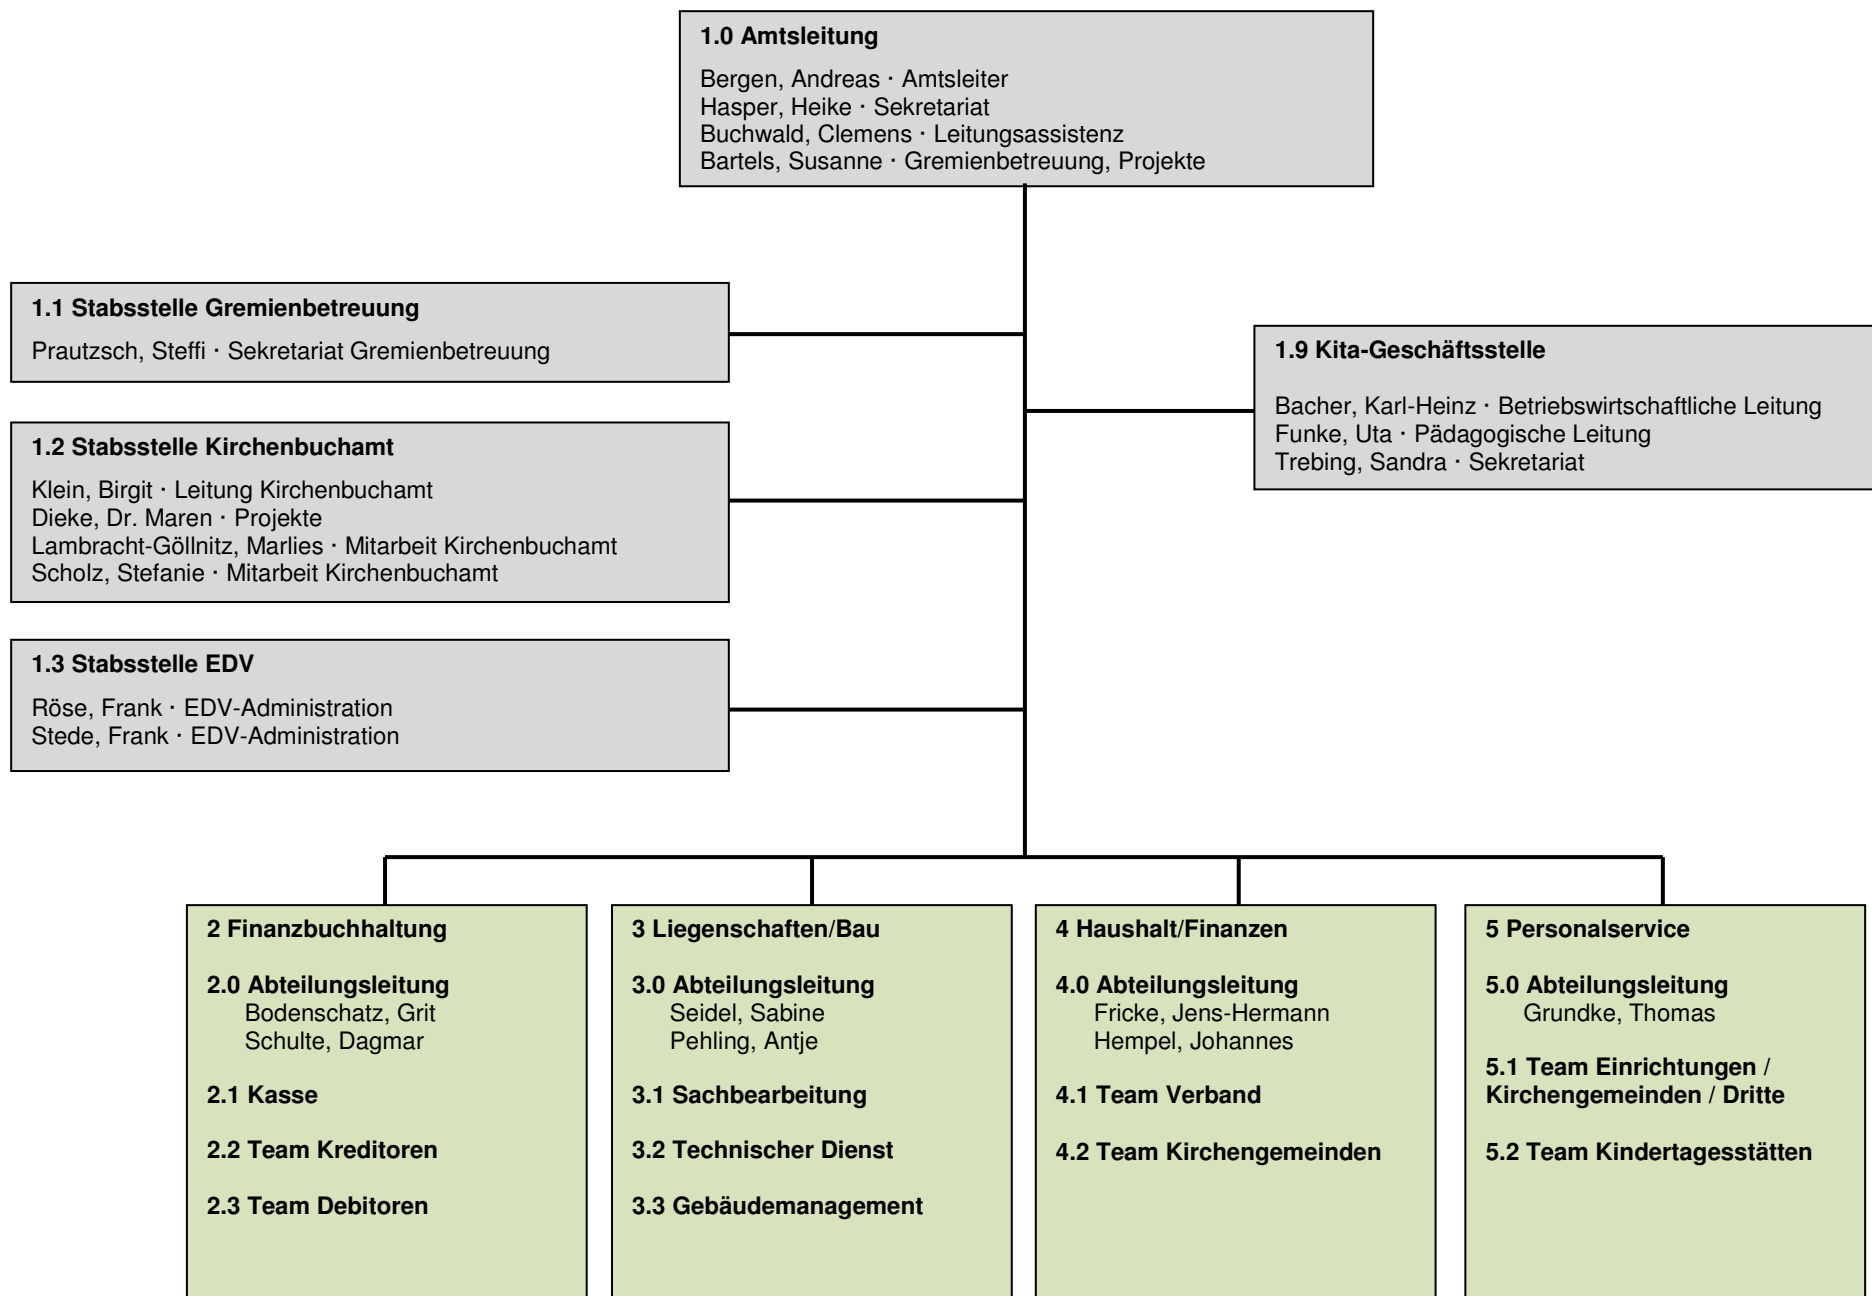 1.0 Amtsleitung
Bergen, Andreas · Amtsleiter
Hasper, Heike · Sekretariat
Buchwald, Clemens · Leitungsassistenz
Bartels, Susanne · Gremienbetreuung, Projekte
1.1 Stabsstelle Gremienbetreuung
Prautzsch, Steffi · Sekretariat Gremienbetreuung
1.9 Kita-Geschäftsstelle
Bacher, Karl-Heinz · Betriebswirtschaftliche Leitung
Funke, Uta · Pädagogische Leitung
Trebing, Sandra · Sekretariat
1.2 Stabsstelle Kirchenbuchamt
Klein, Birgit · Leitung Kirchenbuchamt
Dieke, Dr. Maren · Projekte
Lambracht-Göllnitz, Marlies · Mitarbeit Kirchenbuchamt
Scholz, Stefanie · Mitarbeit Kirchenbuchamt
1.3 Stabsstelle EDV
Röse, Frank · EDV-Administration
Stede, Frank · EDV-Administration
2 Finanzbuchhaltung
2.0 Abteilungsleitung
Bodenschatz, Grit
Schulte, Dagmar
2.1 Kasse
2.2 Team Kreditoren
2.3 Team Debitoren
3 Liegenschaften/Bau
3.0 Abteilungsleitung
Seidel, Sabine
Pehling, Antje
3.1 Sachbearbeitung
3.2 Technischer Dienst
3.3 Gebäudemanagement
4 Haushalt/Finanzen
4.0 Abteilungsleitung
Fricke, Jens-Hermann
Hempel, Johannes
4.1 Team Verband
4.2 Team Kirchengemeinden
5 Personalservice
5.0 Abteilungsleitung
Grundke, Thomas
5.1 Team Einrichtungen /
Kirchengemeinden / Dritte
5.2 Team Kindertagesstätten